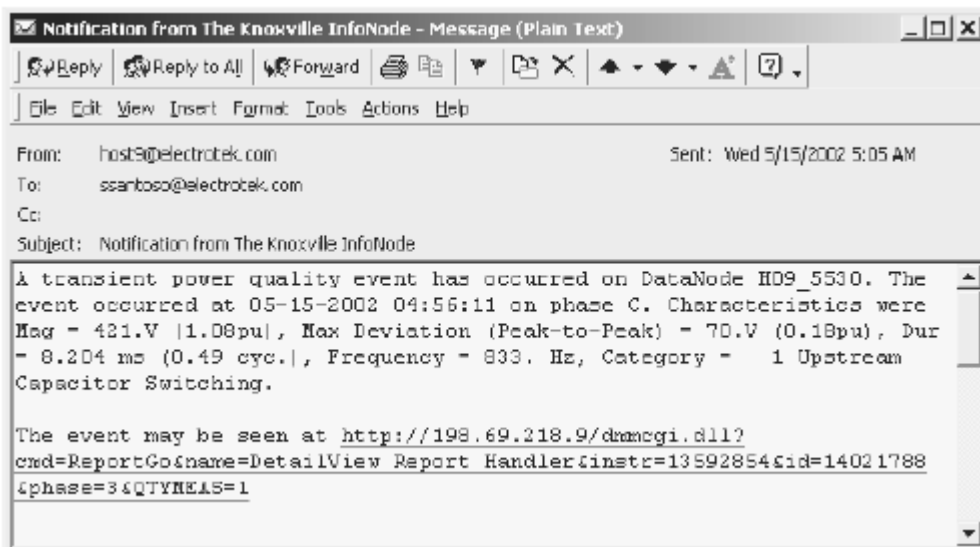 Notification from The Knoxville InfoNode - Message (Plain Text)
Reply Reply to All Forward
File Edit View Insert Format Tools Actions Help
From: host9@electrotek.com Sent: Wed 5/15/2002 5:05 AM
To: ssantoso@electrotek.com
Cc:
Subject: Notification from The Knoxville InfoNode
A transient power quality event has occurred on DataNode H09_5530. The
event occurred at 05-15-2002 04:56:11 on phase C. Characteristics were
Mag = 421.V (1.08pu), Max Deviation (Peak-to-Peak) = 70.V (0.18pu), Dur
= 8.204 ms (0.49 cyc.), Frequency = 833. Hz, Category = 1 Upstream
Capacitor Switching.
The event may be seen at http://198.69.218.9/dmmcgi.dll?
cmd=ReportGo&name=DetailView Report Handler&instr=13592854&id=14021788
&phase=3&QTYMEAS=1